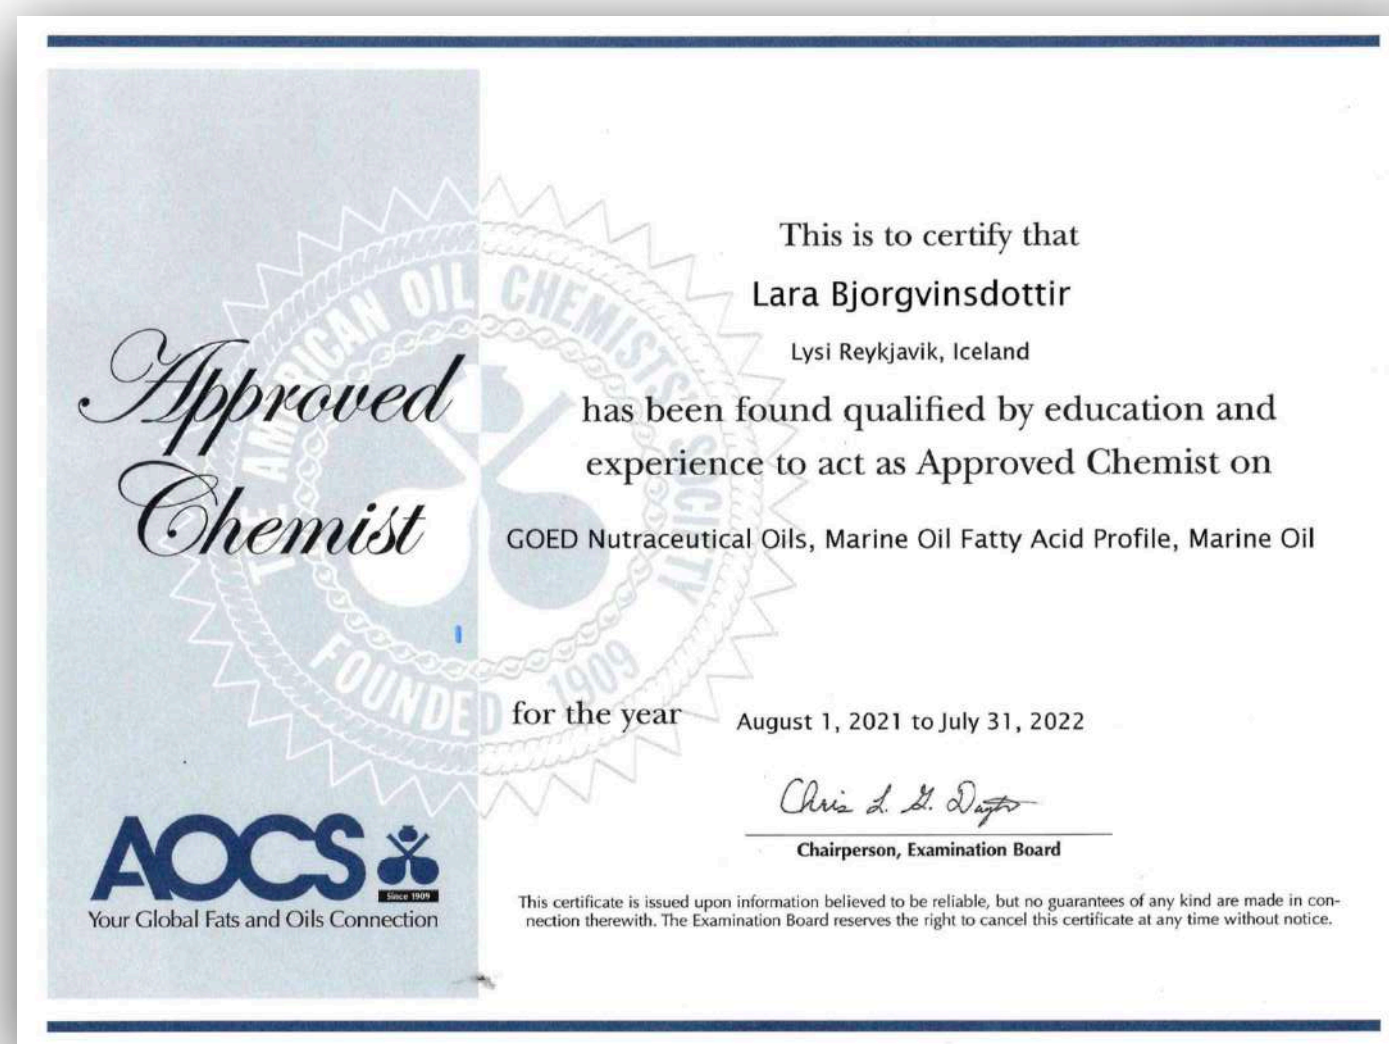 Approved
Chemist
THE AMERICAN OIL CHEMISTS' SOCIETY
FOUNDED 1909
AOCS
Since 1909
Your Global Fats and Oils Connection
This is to certify that
Lara Bjorgvinsdottir
Lysi Reykjavik, Iceland
has been found qualified by education and
experience to act as Approved Chemist on
GOED Nutraceutical Oils, Marine Oil Fatty Acid Profile, Marine Oil
for the year August 1, 2021 to July 31, 2022
Chris L. G. Dayton
Chairperson, Examination Board
This certificate is issued upon information believed to be reliable, but no guarantees of any kind are made in con-
nection therewith. The Examination Board reserves the right to cancel this certificate at any time without notice.